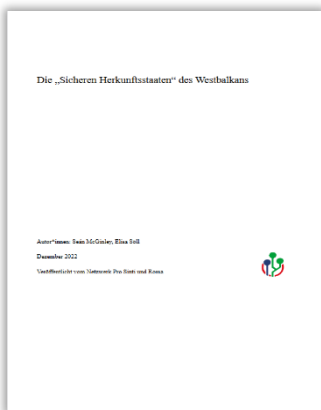 Die „Sicheren Herkunftsstaaten“ des Westbalkans
Autor*innen: Seán McGinley, Elisa Soll
Dezember 2022
Veröffentlicht vom Netzwerk Pro Sinti und Roma